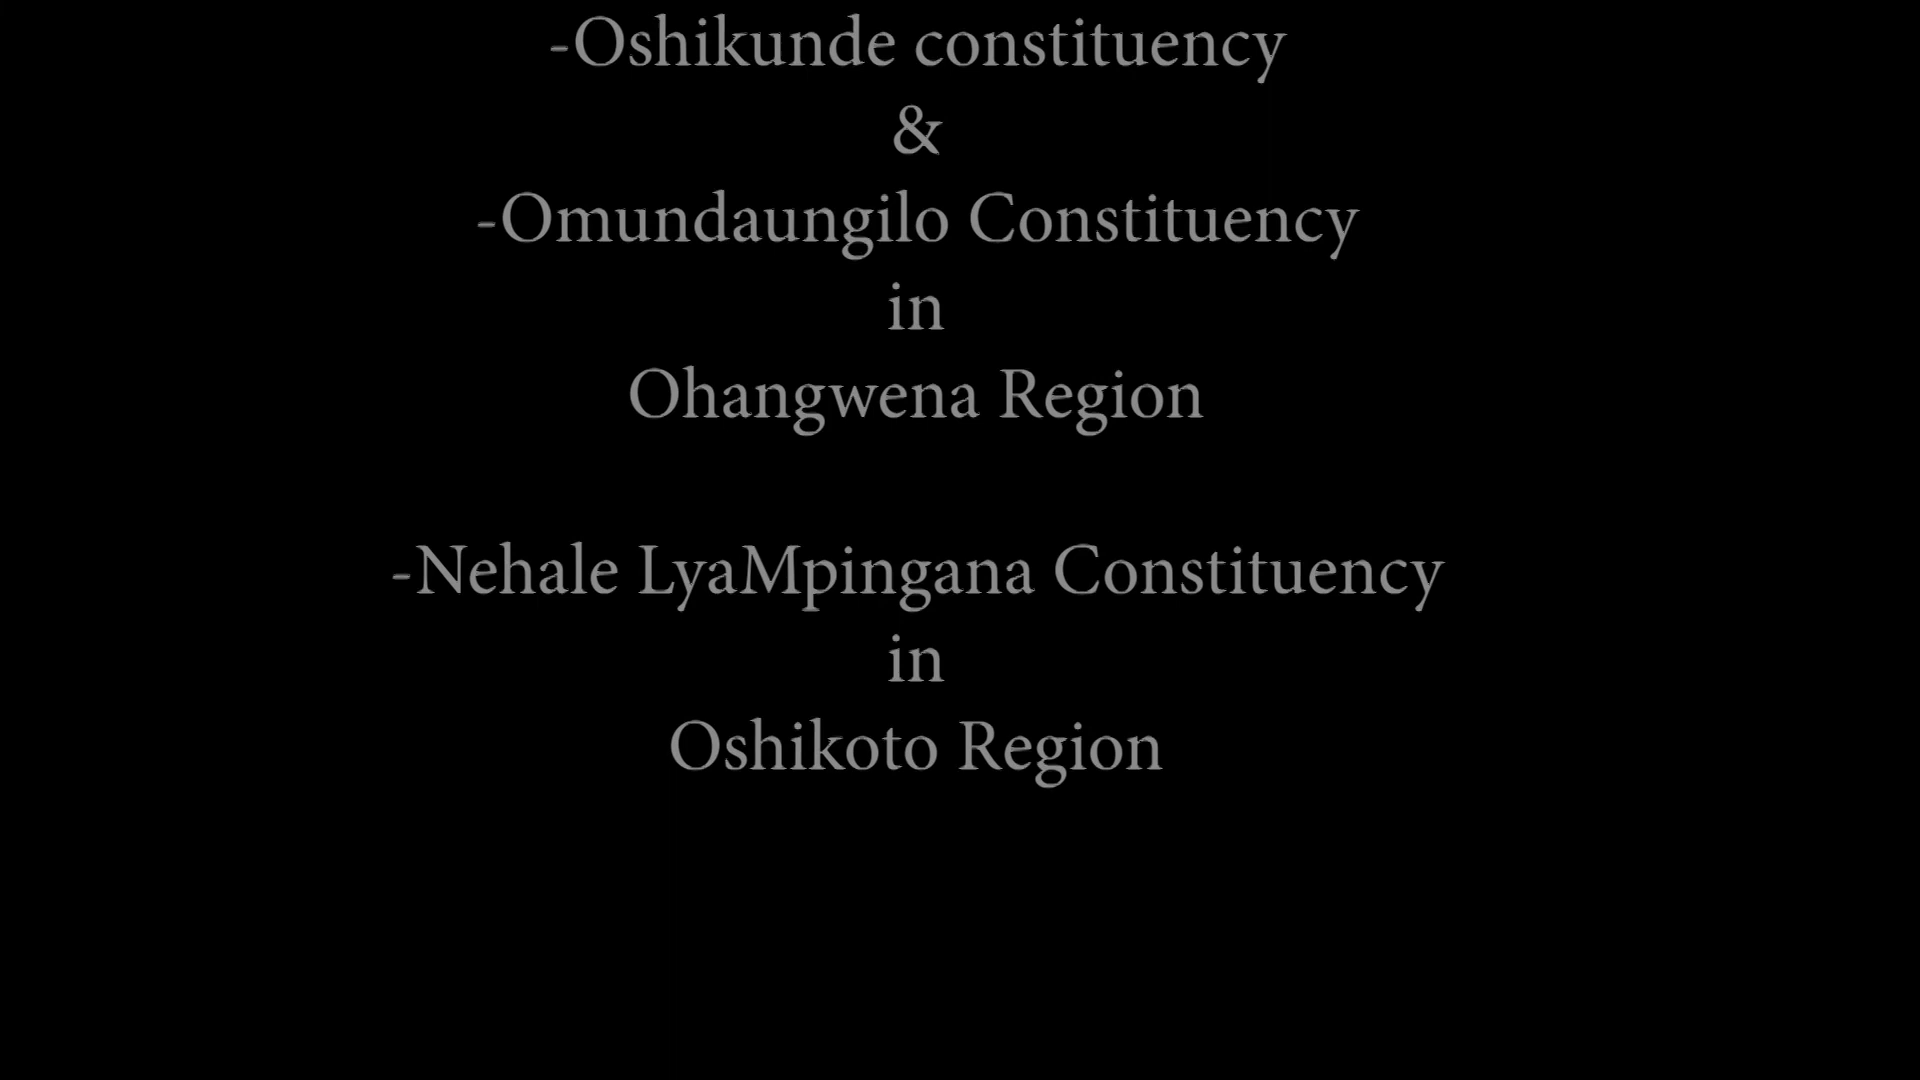 -Oshikunde constituency
&
-Omundaungilo Constituency
in
Ohangwena Region
-Nehale LyaMpingana Constituency
in
Oshikoto Region